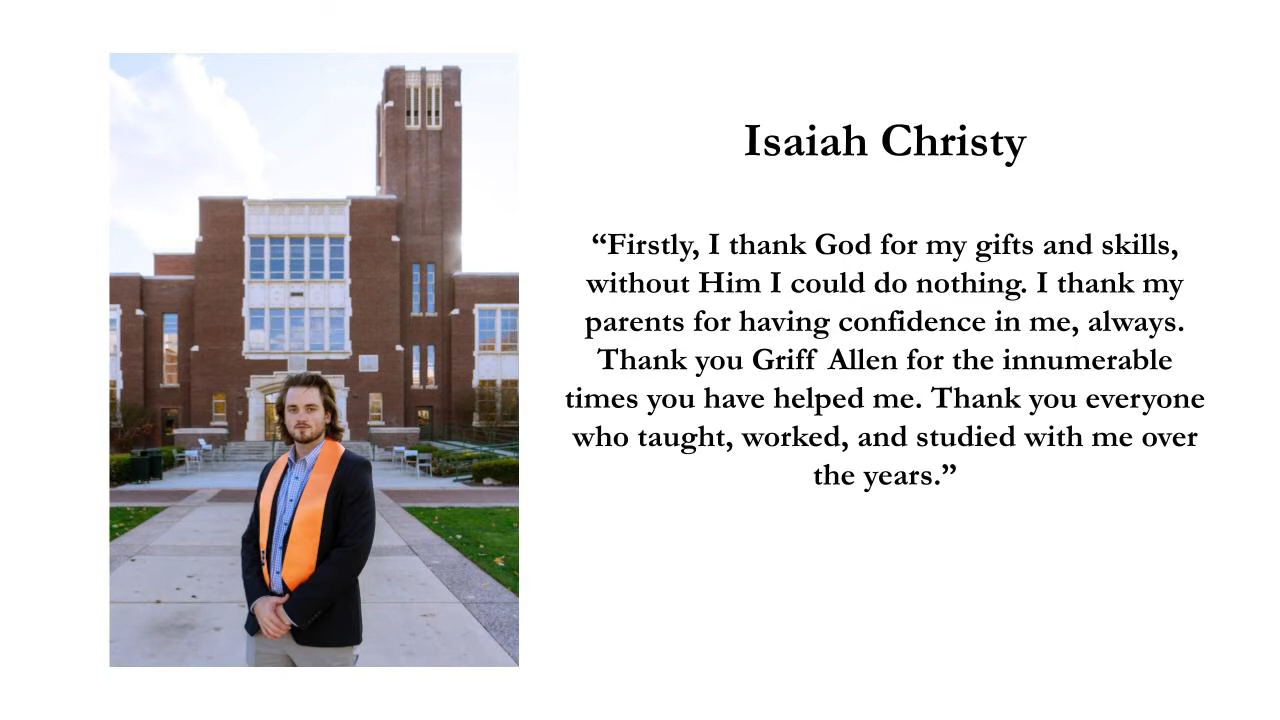 Isaiah Christy
“Firstly, I thank God for my gifts and skills,
without Him I could do nothing. I thank my
parents for having confidence in me, always.
Thank you Griff Allen for the innumerable
times you have helped me. Thank you everyone
who taught, worked, and studied with me over
the years.”